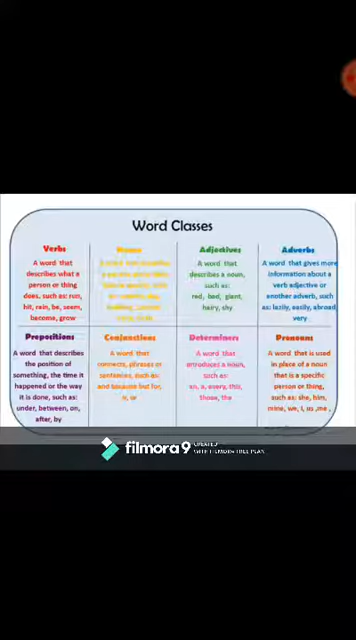 Word Classes
Verbs
A word that
describes what a
person or thing
does, such as: run,
hit, rain, be, seem,
become, grow
Nouns
Adjectives
A word that
describes a noun,
such as:
red, bad, giant,
hairy, shy
Adverbs
A word that gives more
information about a
verb adjective or
another adverb, such
as: lazily, easily, abroad
very
Prepositions
A word that describes
the position of
something, the time it
happened or the way
it is done, such as:
under, between, on,
after, by
Conjunctions
A word that
connects, phrases or
sentences, such as:
and because but for,
or
Determiners
A word that
introduces a noun,
such as:
an, a, every, this,
those, the
Pronouns
A word that is used
in place of a noun
that is a specific
person or thing,
such as: she, him,
mine, we, I, us ,me ,
filmora9
CREATED
WITH FILMORA FREE PLAN